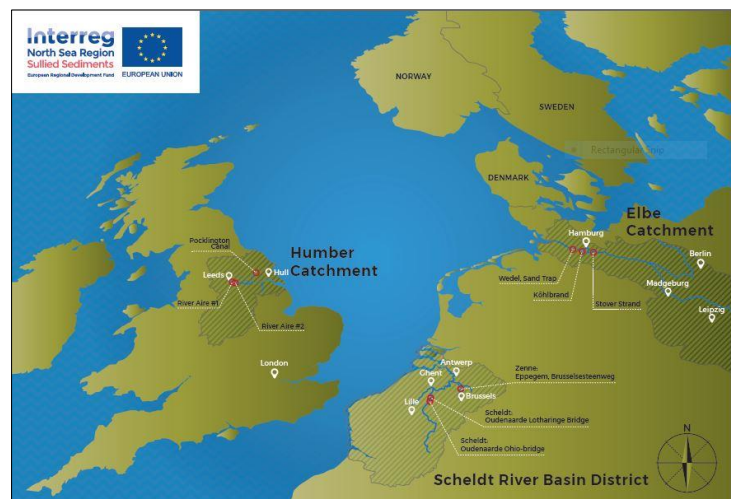 Interreg
North Sea Region
Sullied Sediments
European Regional Development Fund
EUROPEAN UNION
NORWAY
SWEDEN
Rectangular Snip
DENMARK
Elbe
Catchment
Hamburg
Berlin
Wedel, Sand Trap
Köhlbrand
Stover Strand
Madgeburg
Leipzig
Pocklington
Canal
Humber
Catchment
Leeds
Hull
River Aire #1
River Aire #2
London
Antwerp
Ghent
Lille
Brussels
Zenne:
Eppegem, Brusselsesteenweg
Scheldt:
Oudenaarde Lotharinge Bridge
Scheldt:
Oudenaarde Ohio-bridge
Scheldt River Basin District
N